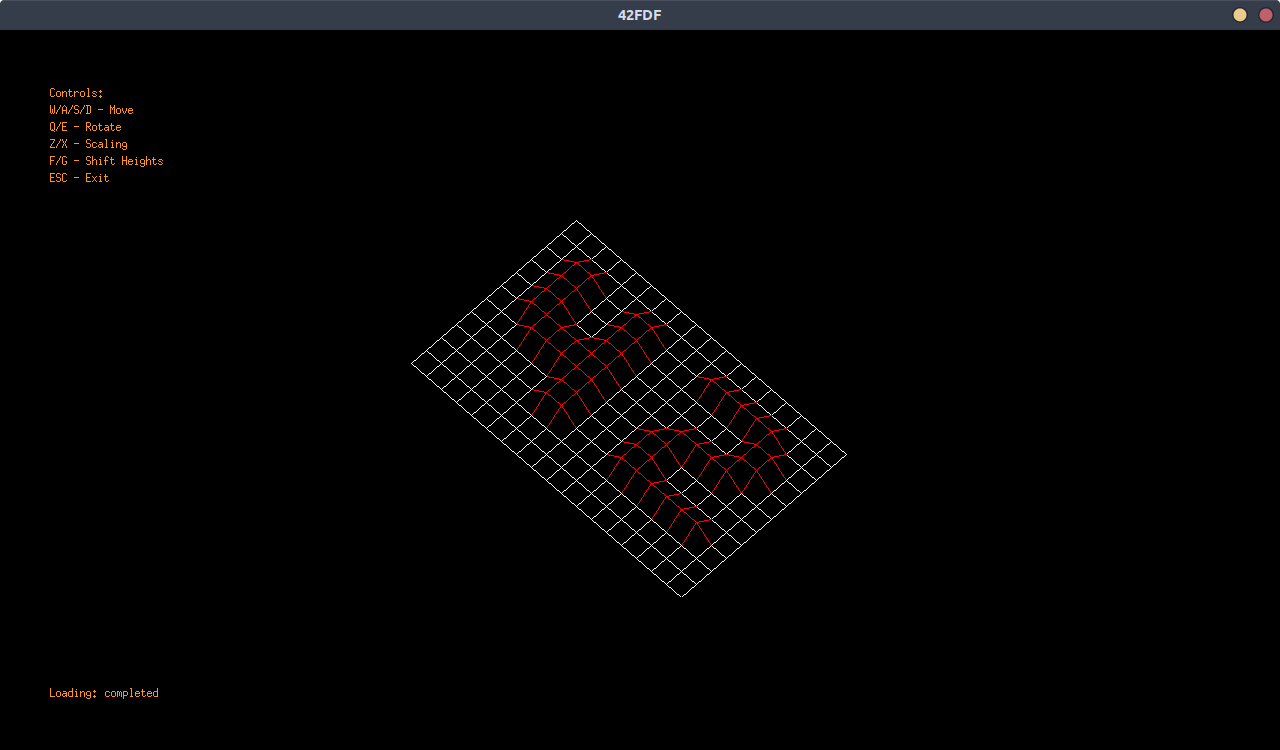 42FDF
Controls:
W/A/S/D - Move
Q/E - Rotate
Z/X - Scaling
F/G - Shift Heights
ESC - Exit
Loading: completed